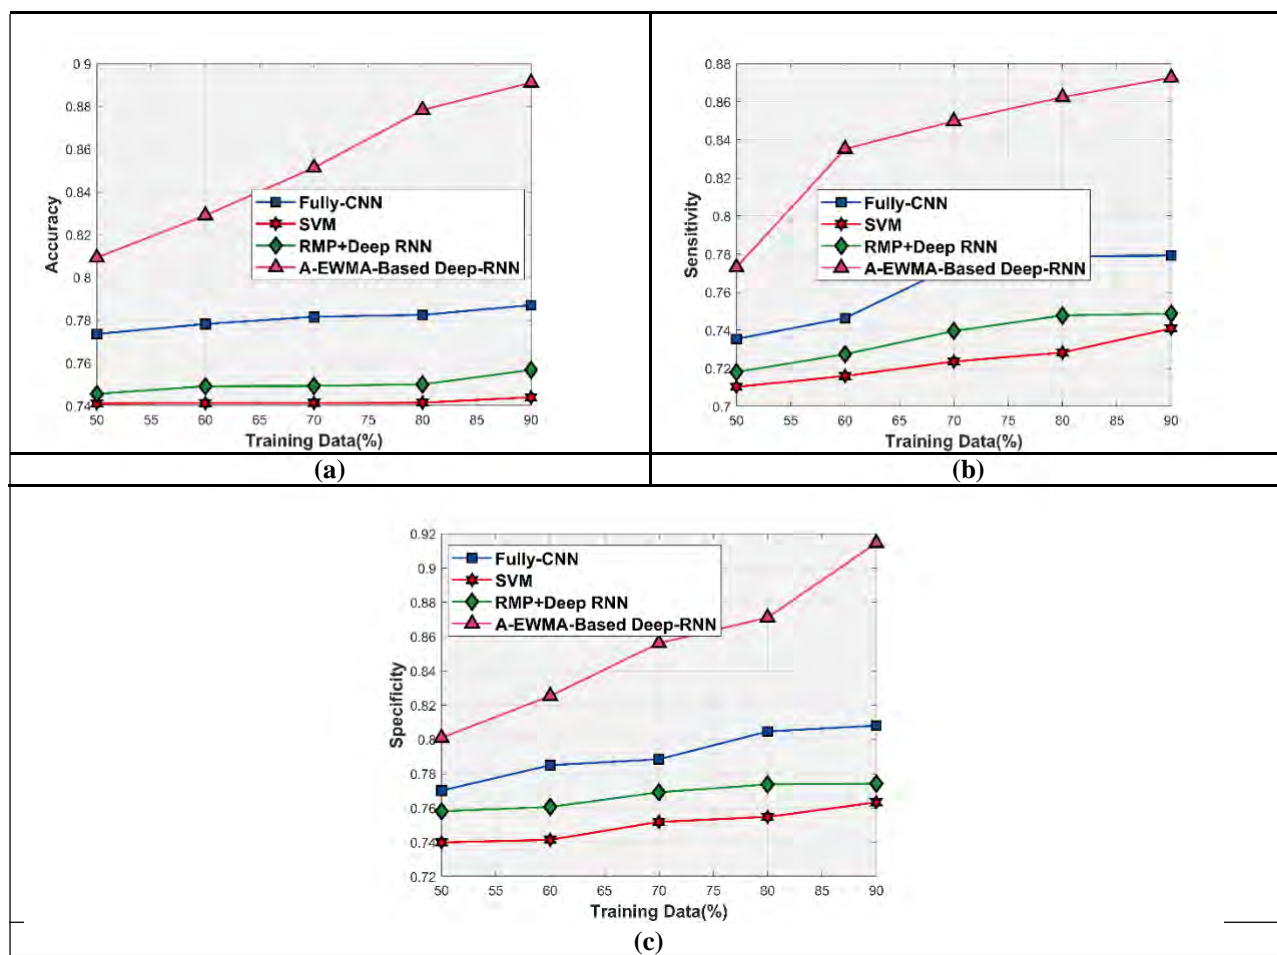 0.9
0.88
0.86
0.84
0.82
0.8
0.78
0.76
0.74
Accuracy
Fully-CNN
SVM
RMP+Deep RNN
A-EWMA-Based Deep-RNN
50 55 60 65 70 75 80 85 90
Training Data(%)
(a)
0.88
0.86
0.84
0.82
0.8
0.78
0.76
0.74
0.72
0.7
Sensitivity
Fully-CNN
SVM
RMP+Deep RNN
A-EWMA-Based Deep-RNN
50 55 60 65 70 75 80 85 90
Training Data(%)
(b)
0.92
0.9
0.88
0.86
0.84
0.82
0.8
0.78
0.76
0.74
0.72
Specificity
Fully-CNN
SVM
RMP+Deep RNN
A-EWMA-Based Deep-RNN
50 55 60 65 70 75 80 85 90
Training Data(%)
(c)